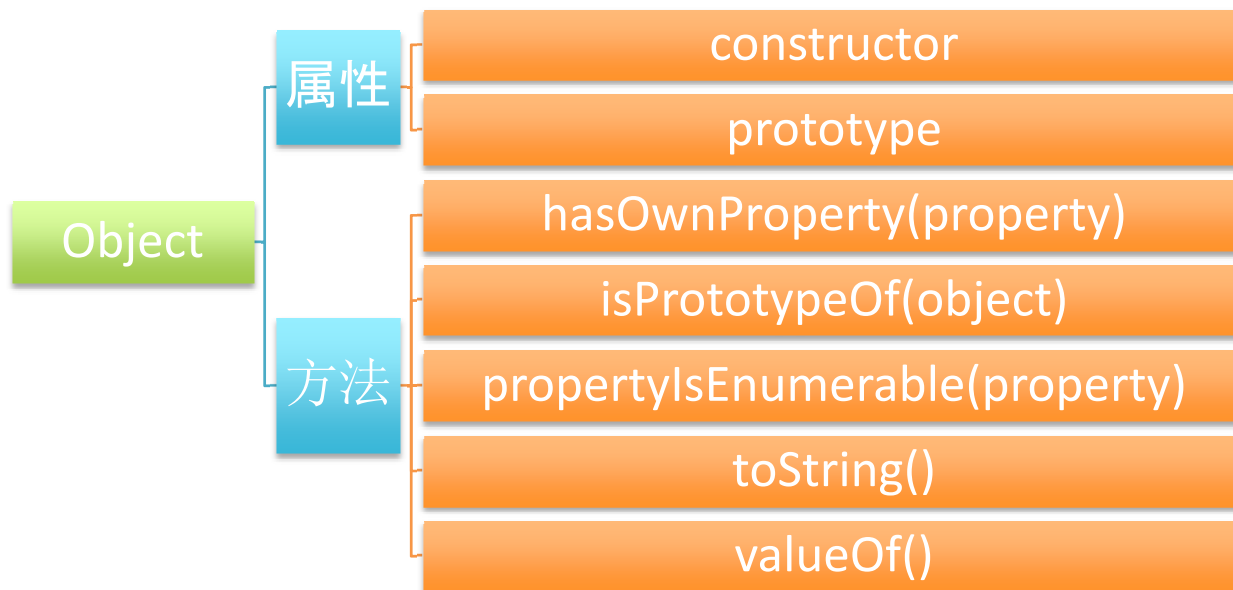 Object
属性
constructor
prototype
方法
hasOwnProperty(property)
isPrototypeOf(object)
propertyIsEnumerable(property)
toString()
valueOf()